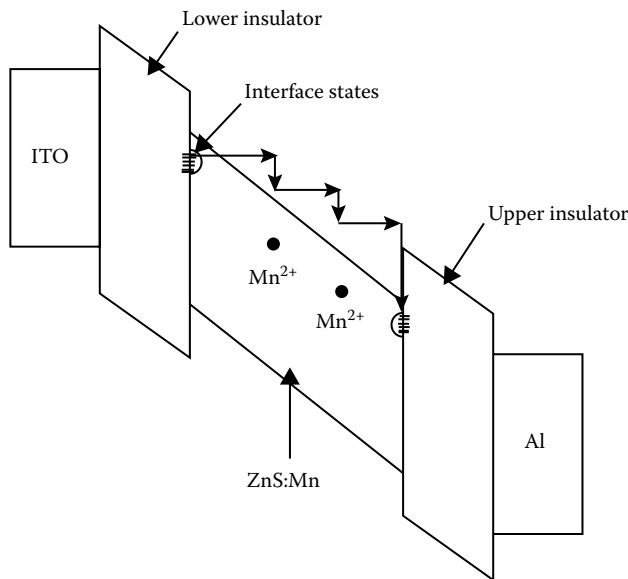 Lower insulator
Interface states
ITO
Upper insulator
Mn²⁺
Mn²⁺
Al
ZnS:Mn